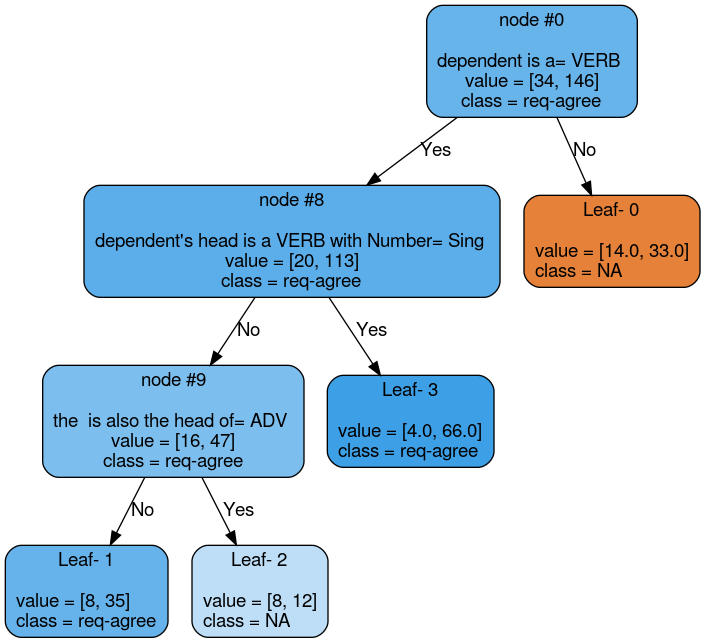 node #0
dependent is a= VERB
value = [34, 146]
class = req-agree
Yes
No
node #8
dependent's head is a VERB with Number= Sing
value = [20, 113]
class = req-agree
Leaf- 0
value = [14.0, 33.0]
class = NA
No
Yes
node #9
the  is also the head of= ADV
value = [16, 47]
class = req-agree
Leaf- 3
value = [4.0, 66.0]
class = req-agree
No
Yes
Leaf- 1
value = [8, 35]
class = req-agree
Leaf- 2
value = [8, 12]
class = NA